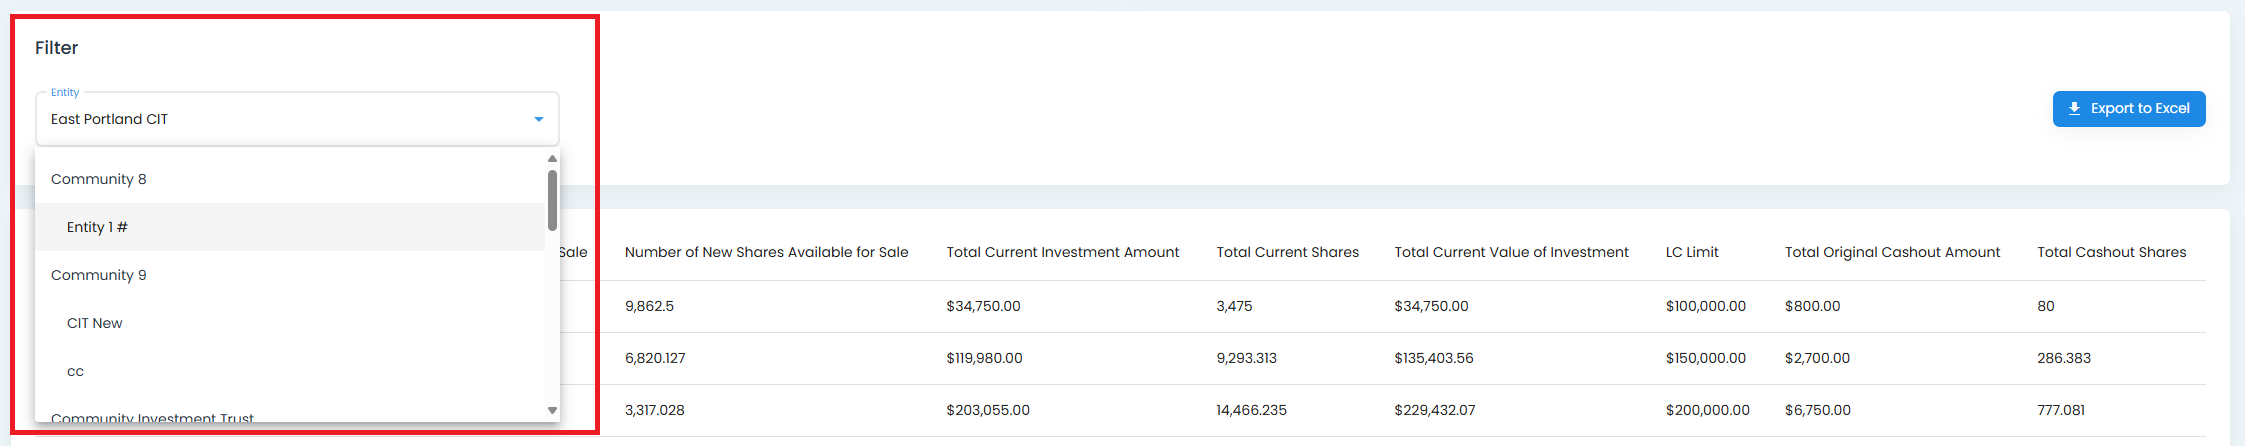 Filter
Entity
East Portland CIT
Export to Excel
Community 8
Entity 1 #
Community 9
CIT New
cc
Community Investment Trust
Sale Number of New Shares Available for Sale Total Current Investment Amount Total Current Shares Total Current Value of Investment LC Limit Total Original Cashout Amount Total Cashout Shares
9,862.5 $34,750.00 3,475 $34,750.00 $100,000.00 $800.00 80
6,820.127 $119,980.00 9,293.313 $135,403.56 $150,000.00 $2,700.00 286.383
3,317.028 $203,055.00 14,466.235 $229,432.07 $200,000.00 $6,750.00 777.081